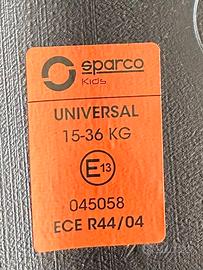 sparco
Kids
UNIVERSAL
15-36 KG
E13
045058
ECE R44/04